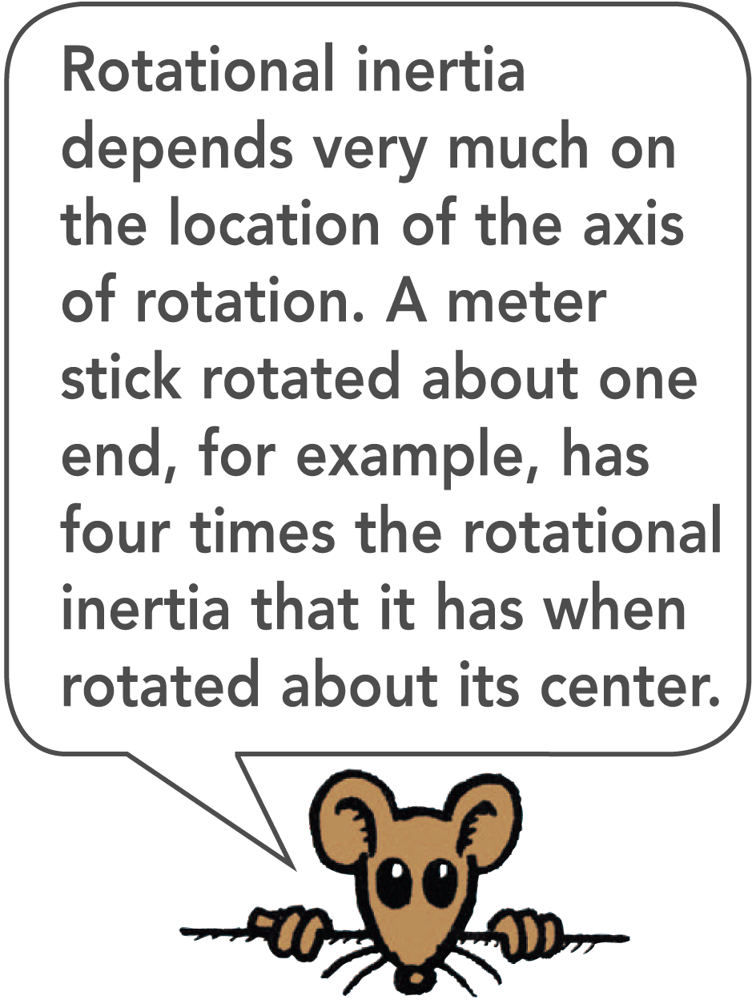 Rotational inertia
depends very much on
the location of the axis
of rotation. A meter
stick rotated about one
end, for example, has
four times the rotational
inertia that it has when
rotated about its center.